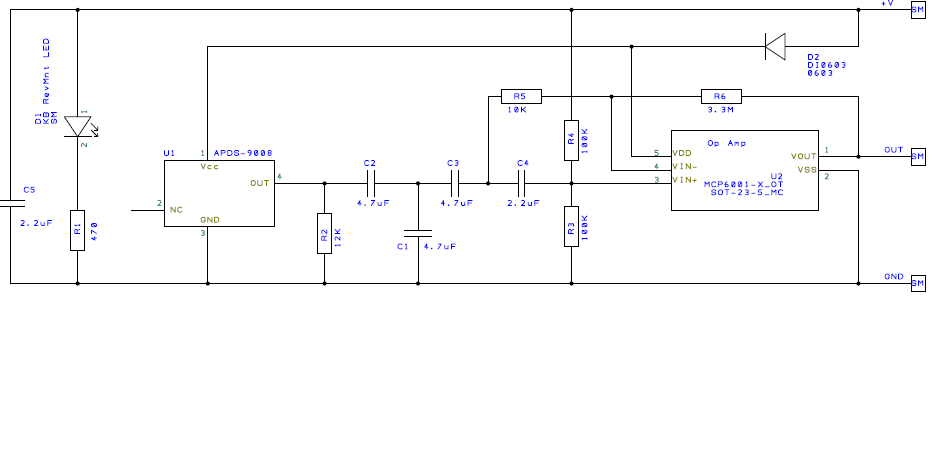 +V
SM
D1
KB RevMnt LED
SM
1
2
D2
DI0603
0603
R5
10K
R6
3.3M
R4
100K
Op Amp
U1
APDS-9008
1
Vcc
OUT
4
2
NC
GND
3
C2
4.7uF
C3
4.7uF
C4
2.2uF
5
VDD
4
VIN-
3
VIN+
VOUT
1
VSS
2
U2
MCP6001-X_OT
SOT-23-5_MC
OUT
SM
C5
2.2uF
R1
470
R2
12K
C1
4.7uF
R3
100K
GND
SM